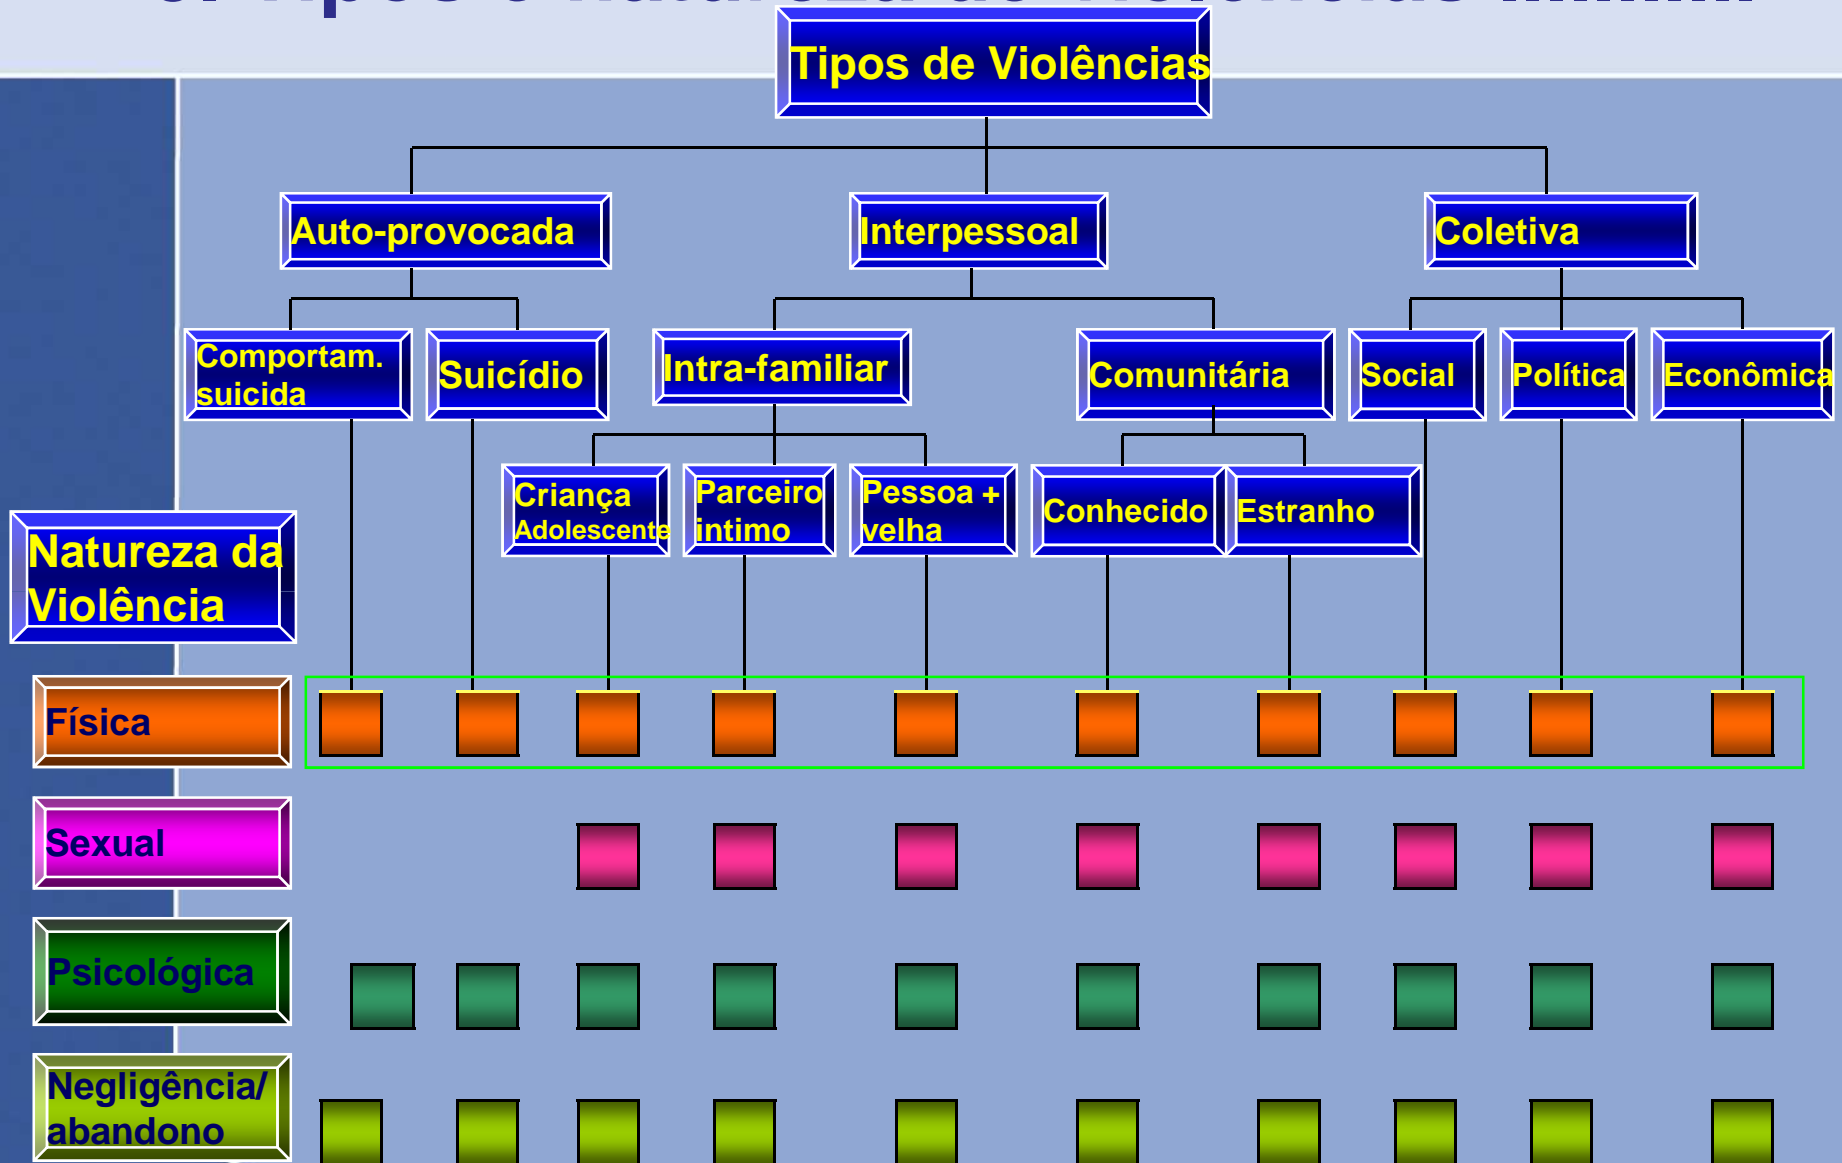 Tipos de Violências
Auto-provocada
Interpessoal
Coletiva
Comportam.
suicida
Suicídio
Intra-familiar
Comunitária
Social
Política
Econômica
Criança
Adolescente
Parceiro
intimo
Pessoa +
velha
Conhecido
Estranho
Natureza da
Violência
Física
Sexual
Psicológica
Negligência/
abandono